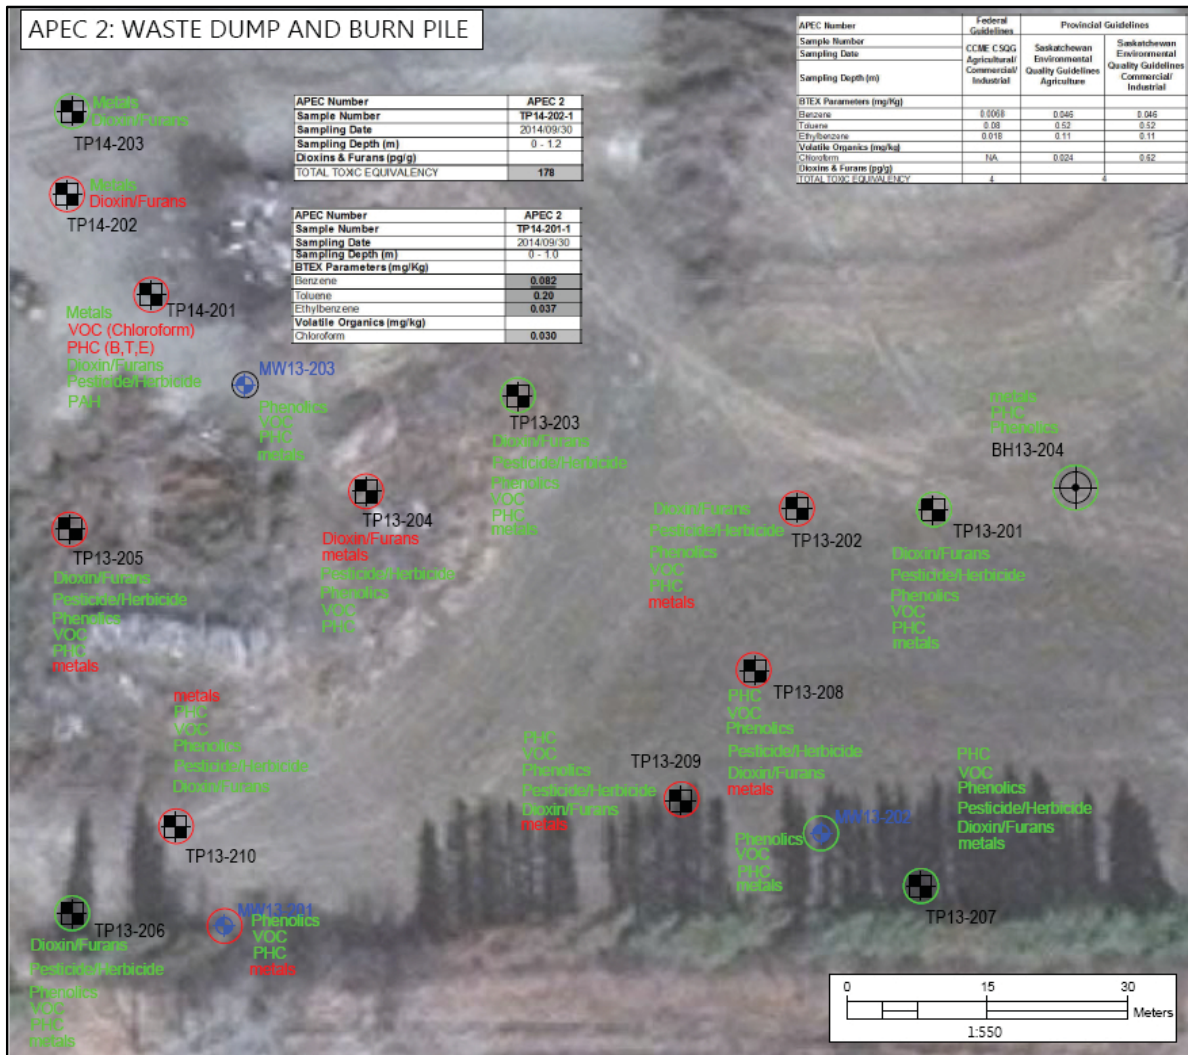 APEC 2: WASTE DUMP AND BURN PILE
APEC Number Federal Guidelines Provincial Guidelines
Sample Number
Sampling Date
Sampling Depth (m)
CCME CSQG Agricultural/ Commercial/ Industrial
Saskatchewan Environmental Quality Guidelines Agriculture
Saskatchewan Environmental Quality Guidelines Commercial/ Industrial
BTEX Parameters (mg/Kg)
Benzene 0.0068 0.046 0.046
Toluene 0.08 0.52 0.52
Ethylbenzene 0.018 0.11 0.11
Volatile Organics (mg/kg)
Chloroform NA 0.024 0.62
Dioxins & Furans (pg/g)
TOTAL TOXIC EQUIVALENCY 4 4
APEC Number APEC 2
Sample Number TP14-202-1
Sampling Date 2014/09/30
Sampling Depth (m) 0 - 1.2
Dioxins & Furans (pg/g)
TOTAL TOXIC EQUIVALENCY 178
APEC Number APEC 2
Sample Number TP14-201-1
Sampling Date 2014/09/30
Sampling Depth (m) 0 - 1.0
BTEX Parameters (mg/Kg)
Benzene 0.082
Toluene 0.20
Ethylbenzene 0.037
Volatile Organics (mg/kg)
Chloroform 0.030
Metals
Dioxin/Furans
TP14-203
Metals
Dioxin/Furans
TP14-202
TP14-201
Metals
VOC (Chloroform)
PHC (B,T,E)
Dioxin/Furans
Pesticide/Herbicide
PAH
MW13-203
Phenolics
VOC
PHC
metals
TP13-203
Dioxin/Furans
Pesticide/Herbicide
Phenolics
VOC
PHC
metals
metals
PHC
Phenolics
BH13-204
TP13-204
Dioxin/Furans
metals
Pesticide/Herbicide
Phenolics
VOC
PHC
TP13-202
Dioxin/Furans
Pesticide/Herbicide
Phenolics
VOC
PHC
metals
TP13-201
Dioxin/Furans
Pesticide/Herbicide
Phenolics
VOC
PHC
metals
TP13-205
Dioxin/Furans
Pesticide/Herbicide
Phenolics
VOC
PHC
metals
TP13-208
PHC
VOC
Phenolics
Pesticide/Herbicide
Dioxin/Furans
metals
metals
PHC
VOC
Phenolics
Pesticide/Herbicide
Dioxin/Furans
TP13-210
PHC
VOC
Phenolics
Pesticide/Herbicide
Dioxin/Furans
metals
TP13-209
PHC
VOC
Phenolics
Pesticide/Herbicide
Dioxin/Furans
metals
TP13-207
MW13-202
Phenolics
VOC
PHC
metals
MW13-201
Phenolics
VOC
PHC
metals
TP13-206
Dioxin/Furans
Pesticide/Herbicide
Phenolics
VOC
PHC
metals
0 15 30
Meters
1:550